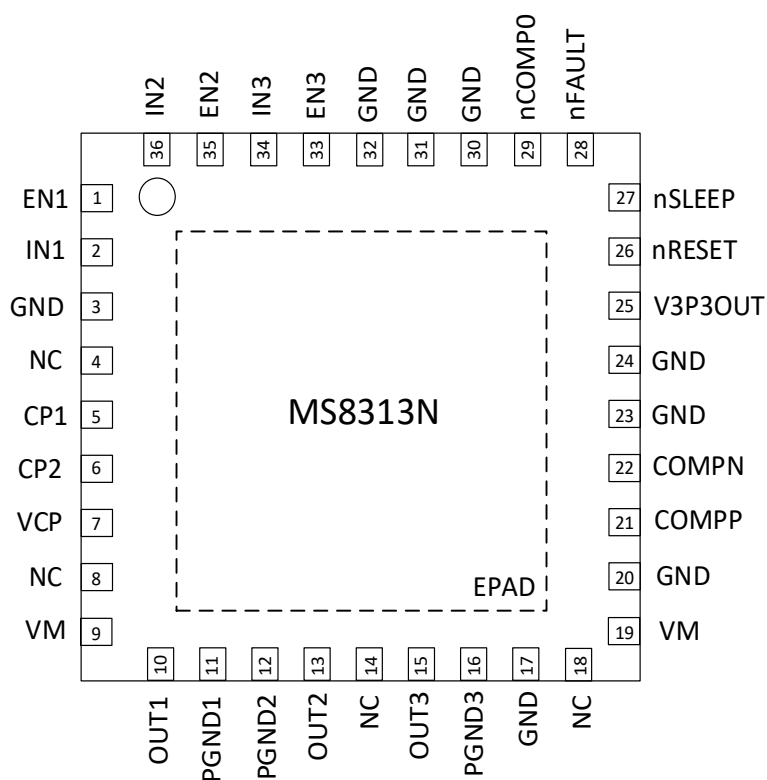 IN2
EN2
IN3
EN3
GND
GND
GND
nCOMP0
nFAULT
36
35
34
33
32
31
30
29
28
EN1 1
IN1 2
GND 3
NC 4
CP1 5
CP2 6
VCP 7
NC 8
VM 9
MS8313N
EPAD
27 nSLEEP
26 nRESET
25 V3P3OUT
24 GND
23 GND
22 COMPN
21 COMPP
20 GND
19 VM
10
11
12
13
14
15
16
17
18
OUT1
PGND1
PGND2
OUT2
NC
OUT3
PGND3
GND
NC